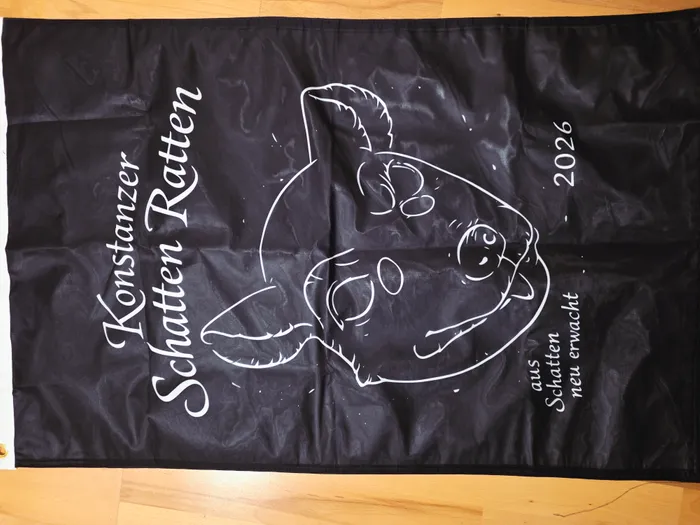 Konstanzer
Schatten Ratten
aus
Schatten
neu erwacht
2026